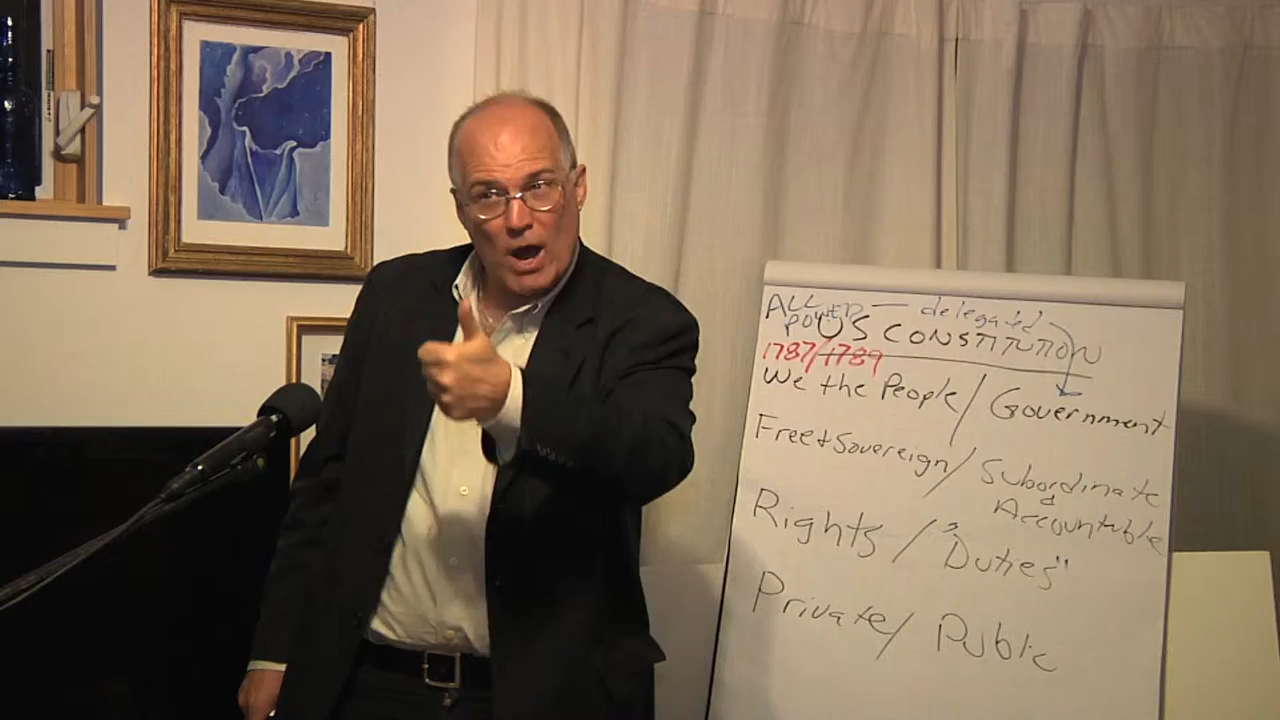 ALL POWER — delegated
US CONSTITUTION
1787/1789
We the People / Government
Free & Sovereign / Subordinate & Accountable
Rights / "Duties"
Private / Public